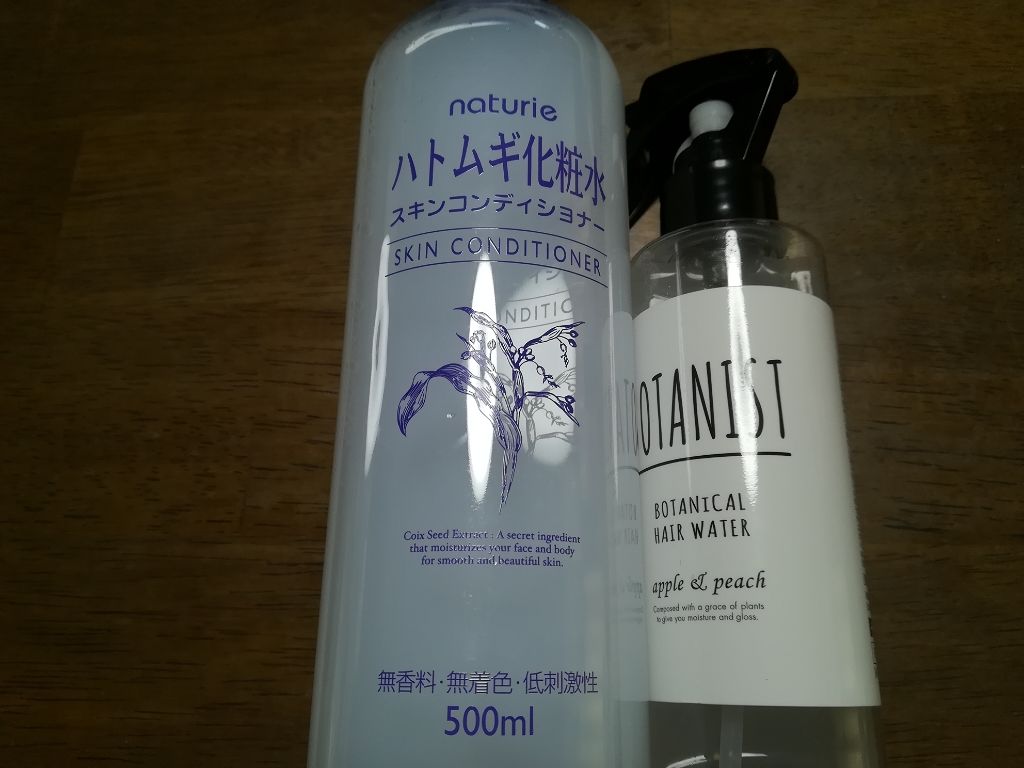 naturie
ハトムギ化粧水
スキンコンディショナー
SKIN CONDITIONER
Coix Seed Extract : A secret ingredient
that moisturizes your face and body
for smooth and beautiful skin.
無香料・無着色・低刺激性
500ml
BOTANIST
BOTANICAL
HAIR WATER
apple & peach
Composed with a grace of plants
to give you moisture and gloss.